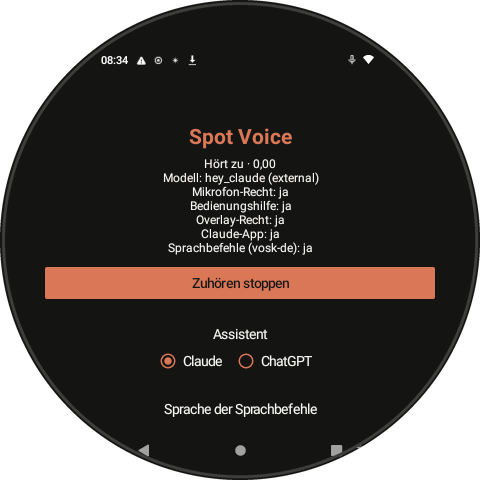 08:34
Spot Voice
Hört zu · 0,00
Modell: hey_claude (external)
Mikrofon-Recht: ja
Bedienungshilfe: ja
Overlay-Recht: ja
Claude-App: ja
Sprachbefehle (vosk-de): ja
Zuhören stoppen
Assistent
Claude ChatGPT
Sprache der Sprachbefehle